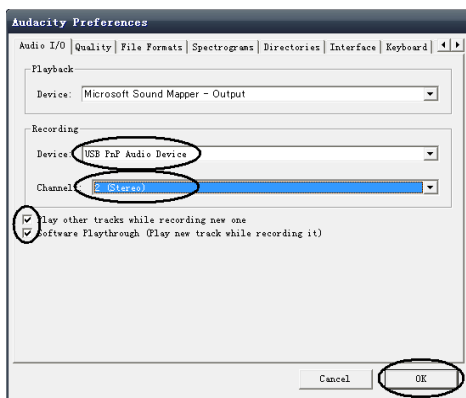 Audacity Preferences
Audio I/O Quality File Formats Spectrograms Directories Interface Keyboard
Playback
Device: Microsoft Sound Mapper - Output
Recording
Device: USB PnP Audio Device
Channels: 2 (Stereo)
Play other tracks while recording new one
Software Playthrough (Play new track while recording it)
Cancel OK